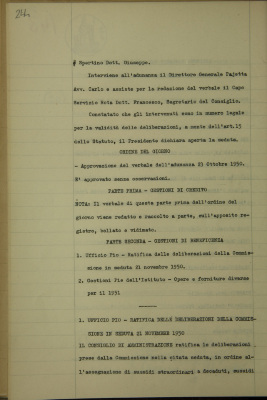 # Spertino Dott. Giuseppe.
Interviene all'adunanza il Direttore Generale Cajetta
Avv. Carlo e assiste per la redazione del verbale il Capo
Servizio Nota Dott. Francesco, Segretario del Consiglio.
Constatato che gli intervenuti sono in numero legale
per la validità delle deliberazioni, a sensi dell'art.15
dello Statuto, il Presidente dichiara aperta la seduta.
ORDINE DEL GIORNO
- Approvazione del verbale dell'adunanza 23 Ottobre 1930.
E' approvato senza osservazioni.
PARTE PRIMA - GESTIONI DI CREDITO.
NOTA: Il verbale di questa parte prima dell'ordine del
giorno viene redatto e raccolto a parte, sull'apposito re-
gistro, bollato e vidimato.
PARTE SECONDA - GESTIONI DI BENEFICENZA
1. Ufficio Pio - Ratifica delle deliberazioni della Commis-
sione in seduta 21 novembre 1930.
2. Gestioni Pie dell'Istituto - Opere e forniture diverse
per il 1931
1. UFFICIO PIO - RATIFICA DELLE DELIBERAZIONI DELLA COMMIS-
SIONE IN SEDUTA 21 NOVEMBRE 1930
IL CONSIGLIO DI AMMINISTRAZIONE ratifica le deliberazioni
prese dalla Commissione nella citata seduta, in ordine al-
l'assegnazione di sussidi straordinari a decaduti, sussidi